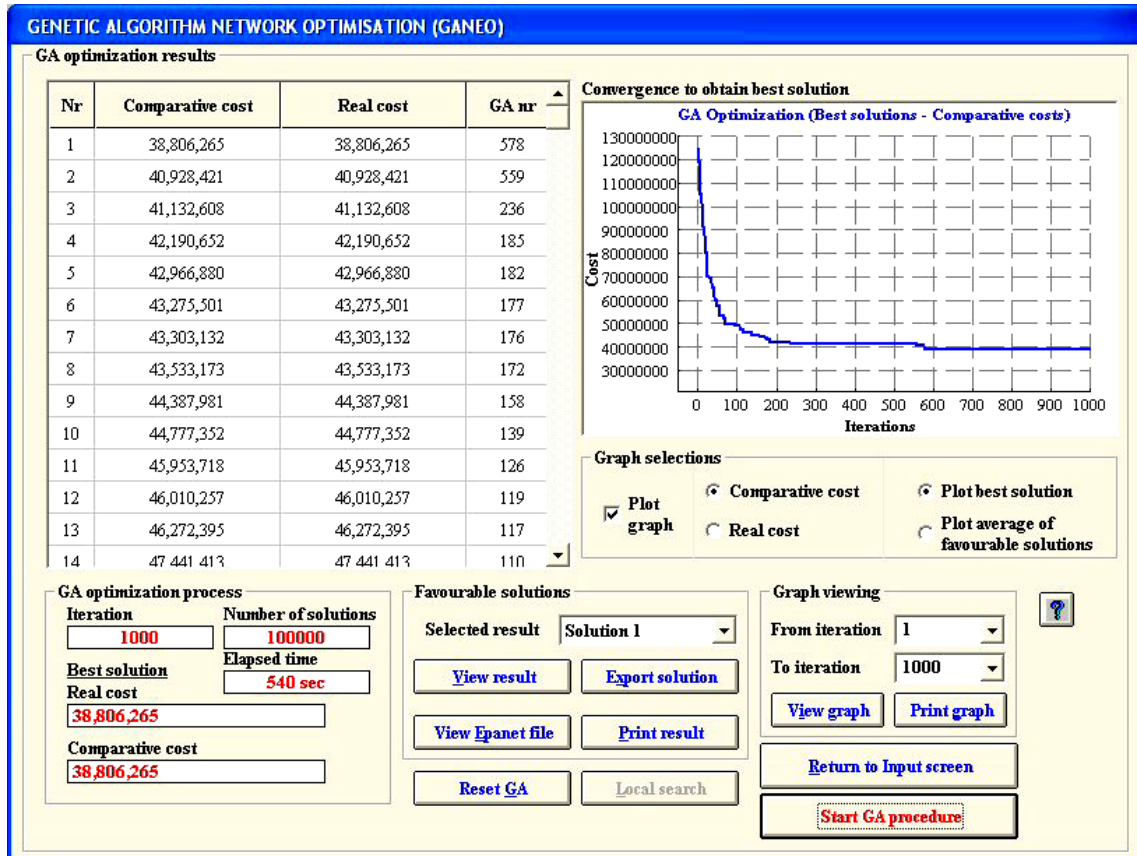 GENETIC ALGORITHM NETWORK OPTIMISATION (GANEO)
GA optimization results
Nr Comparative cost Real cost GA nr
1 38,806,265 38,806,265 578
2 40,928,421 40,928,421 559
3 41,132,608 41,132,608 236
4 42,190,652 42,190,652 185
5 42,966,880 42,966,880 182
6 43,275,501 43,275,501 177
7 43,303,132 43,303,132 176
8 43,533,173 43,533,173 172
9 44,387,981 44,387,981 158
10 44,777,352 44,777,352 139
11 45,953,718 45,953,718 126
12 46,010,257 46,010,257 119
13 46,272,395 46,272,395 117
14 47,441,413 47,441,413 110
Convergence to obtain best solution
GA Optimization (Best solutions - Comparative costs)
130000000
120000000
110000000
100000000
90000000
80000000
70000000
60000000
50000000
40000000
30000000
Cost
0 100 200 300 400 500 600 700 800 900 1000
Iterations
Graph selections
Plot graph
Comparative cost
Real cost
Plot best solution
Plot average of
favourable solutions
GA optimization process
Iteration Number of solutions
1000 100000
Best solution Elapsed time
540 sec
Real cost
38,806,265
Comparative cost
38,806,265
Favourable solutions
Selected result Solution 1
View result Export solution
View Epanet file Print result
Reset GA Local search
Graph viewing
From iteration 1
To iteration 1000
View graph Print graph
?
Return to Input screen
Start GA procedure